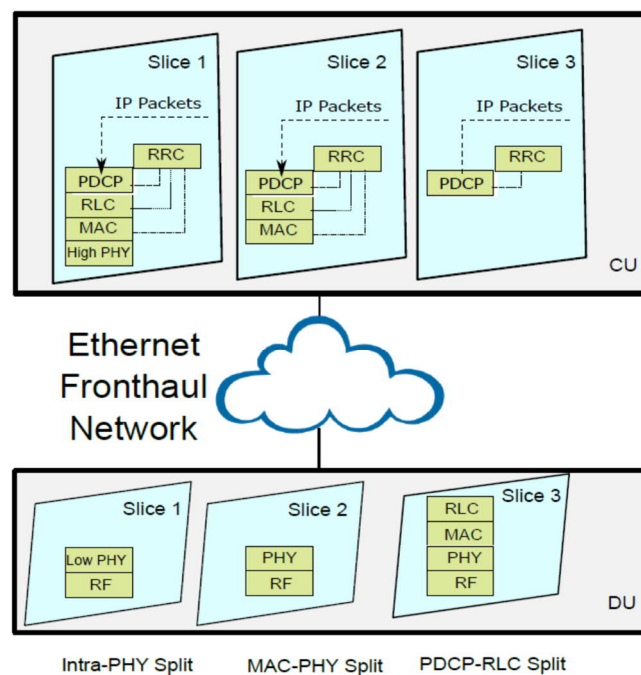 Slice 1
IP Packets
RRC
PDCP
RLC
MAC
High PHY
Slice 2
IP Packets
RRC
PDCP
RLC
MAC
Slice 3
IP Packets
RRC
PDCP
CU
Ethernet
Fronthaul
Network
Slice 1
Low PHY
RF
Slice 2
PHY
RF
Slice 3
RLC
MAC
PHY
RF
DU
Intra-PHY Split
MAC-PHY Split
PDCP-RLC Split